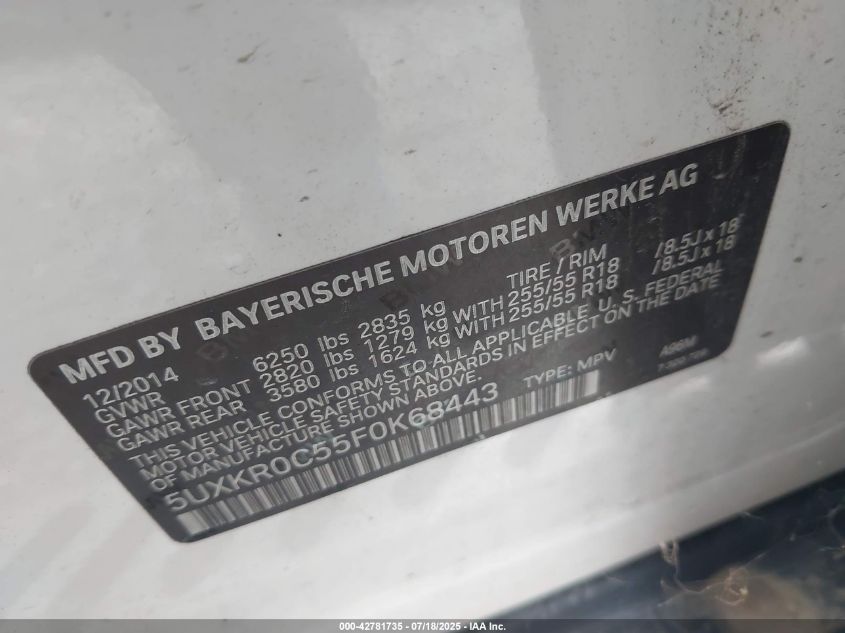 MFD BY BAYERISCHE MOTOREN WERKE AG
12/2014 TIRE / RIM
GVWR 6250 lbs 2835 kg
GAWR FRONT 2820 lbs 1279 kg WITH 255/55 R18 /8.5J x 18
GAWR REAR 3580 lbs 1624 kg WITH 255/55 R18 /8.5J x 18
THIS VEHICLE CONFORMS TO ALL APPLICABLE U. S. FEDERAL
MOTOR VEHICLE SAFETY STANDARDS IN EFFECT ON THE DATE
OF MANUFACTURE SHOWN ABOVE.
5UXKR0C55F0K68443 TYPE: MPV A96M
000-42781735 - 07/18/2025 - IAA Inc.